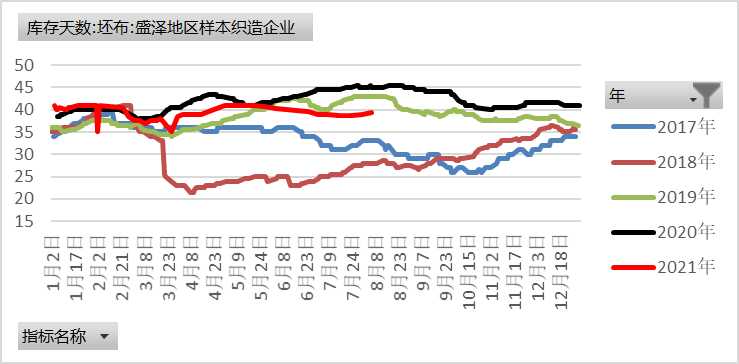 库存天数:坯布:盛泽地区样本织造企业
50
45
40
35
30
25
20
15
1月2日
1月17日
2月2日
2月21日
3月8日
3月23日
4月8日
4月23日
5月9日
5月24日
6月8日
6月23日
7月9日
7月24日
8月8日
8月23日
9月7日
9月23日
10月15日
11月2日
11月17日
12月3日
12月18日
年
2017年
2018年
2019年
2020年
2021年
指标名称